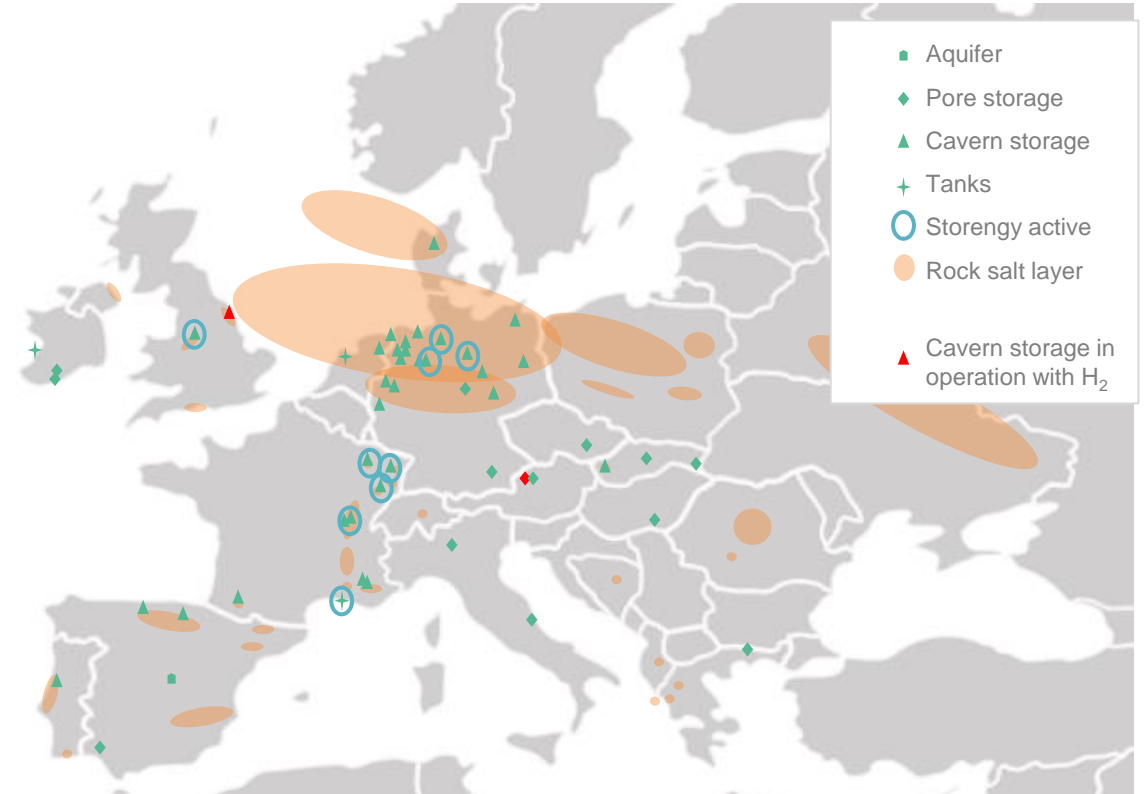 Aquifer
Pore storage
Cavern storage
Tanks
Storengy active
Rock salt layer
Cavern storage in
operation with H₂